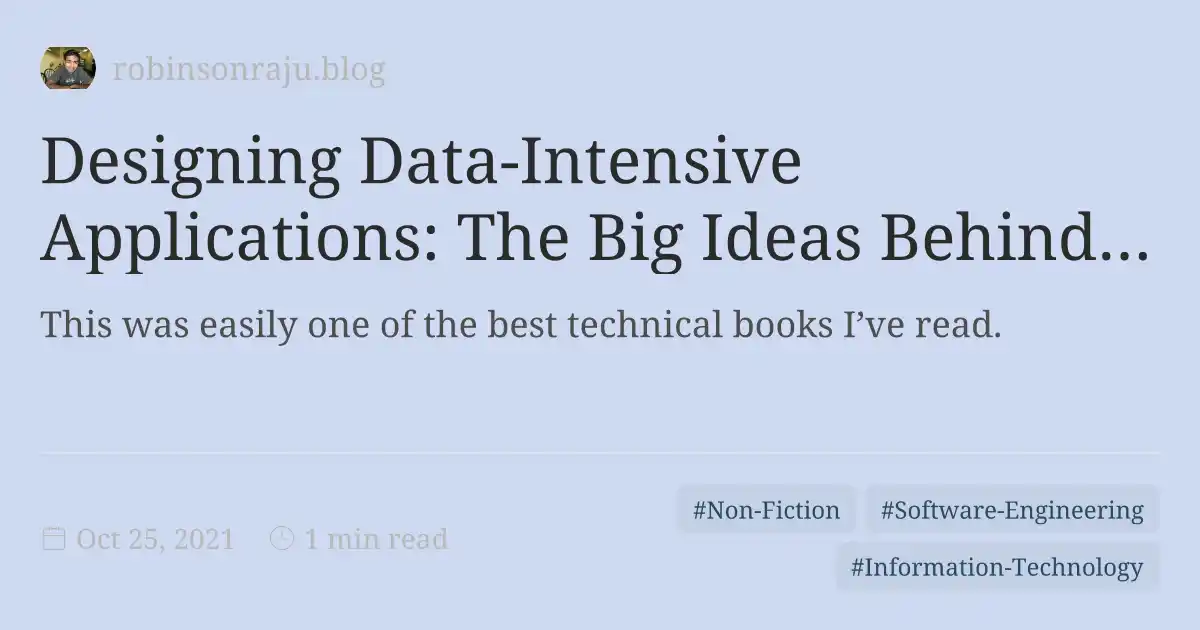 robinsonraju.blog
Designing Data-Intensive
Applications: The Big Ideas Behind...
This was easily one of the best technical books I’ve read.
Oct 25, 2021
1 min read
#Non-Fiction
#Software-Engineering
#Information-Technology